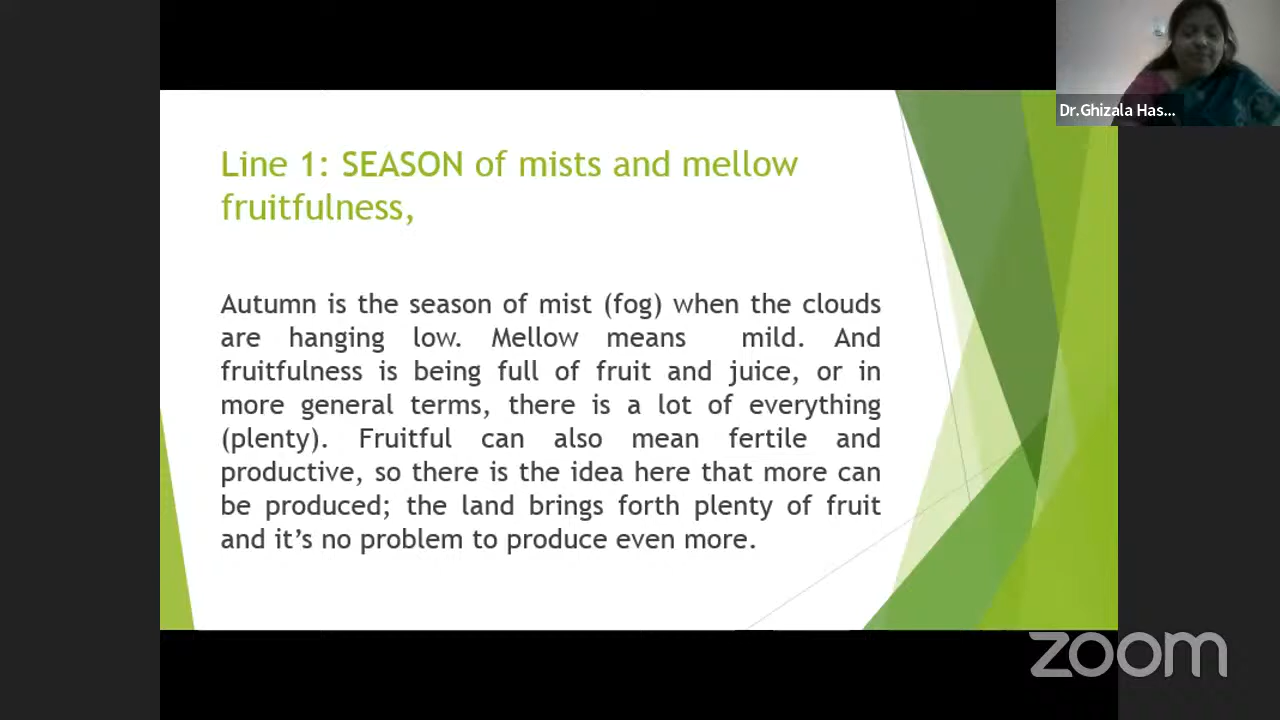 Dr.Ghizala Has...
Line 1: SEASON of mists and mellow
fruitfulness,
Autumn is the season of mist (fog) when the clouds
are hanging low. Mellow means mild. And
fruitfulness is being full of fruit and juice, or in
more general terms, there is a lot of everything
(plenty). Fruitful can also mean fertile and
productive, so there is the idea here that more can
be produced; the land brings forth plenty of fruit
and it’s no problem to produce even more.
zoom